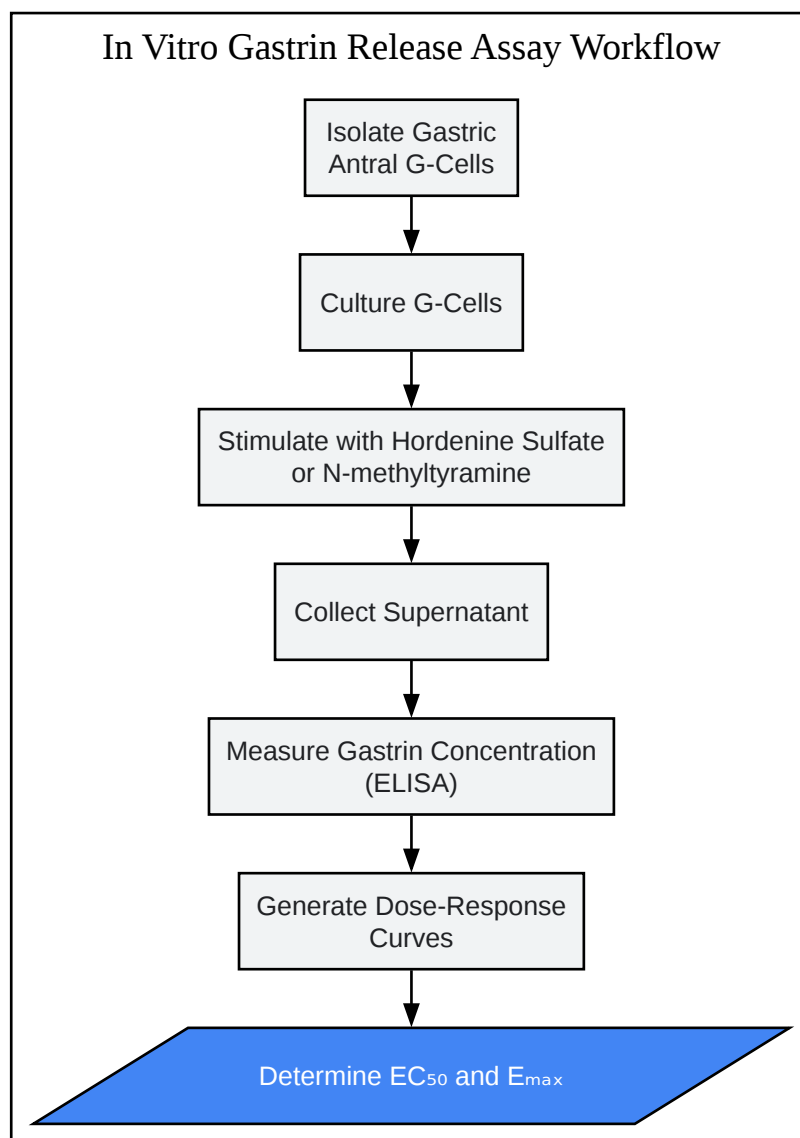 In Vitro Gastrin Release Assay Workflow
Isolate Gastric
Antral G-Cells
Culture G-Cells
Stimulate with Hordenine Sulfate
or N-methyltyramine
Collect Supernatant
Measure Gastrin Concentration
(ELISA)
Generate Dose-Response
Curves
Determine EC₅₀ and Eₘₐₓ